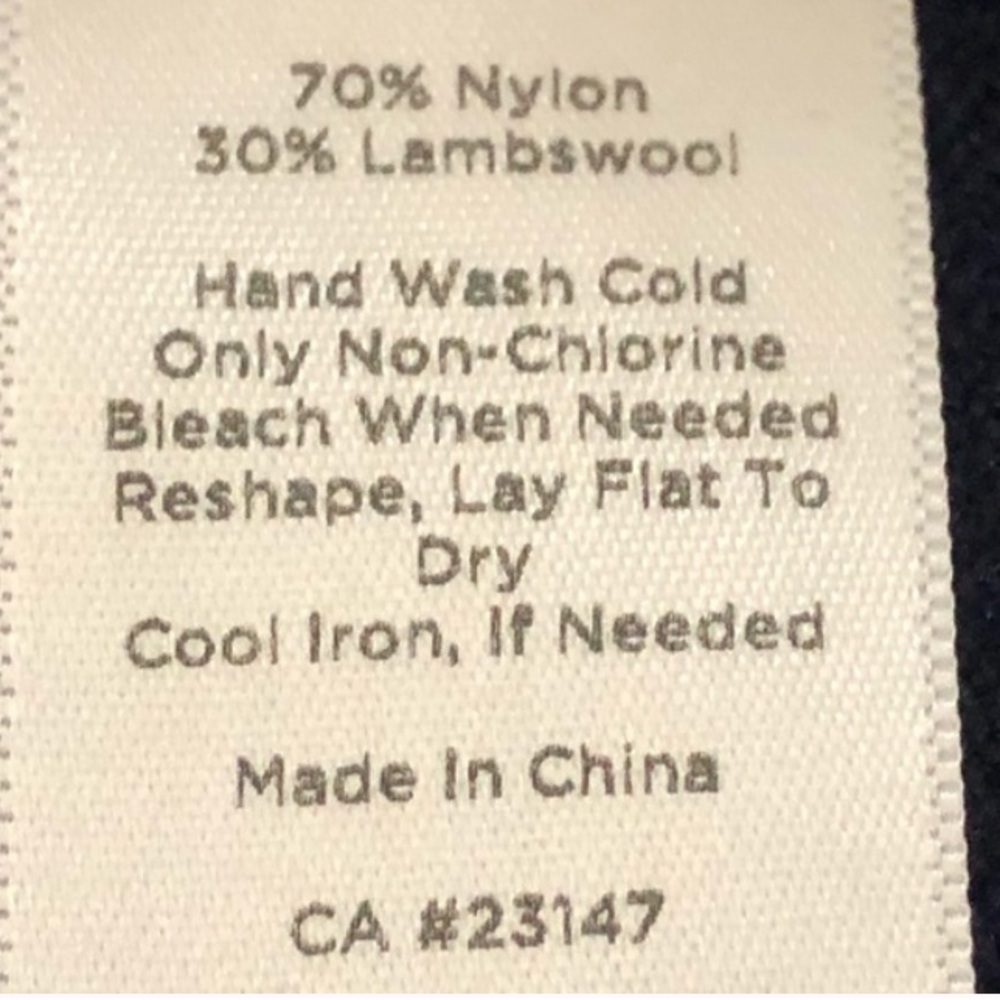 70% Nylon
30% Lambswool
Hand Wash Cold
Only Non-Chlorine
Bleach When Needed
Reshape, Lay Flat To
Dry
Cool Iron, If Needed
Made In China
CA #23147